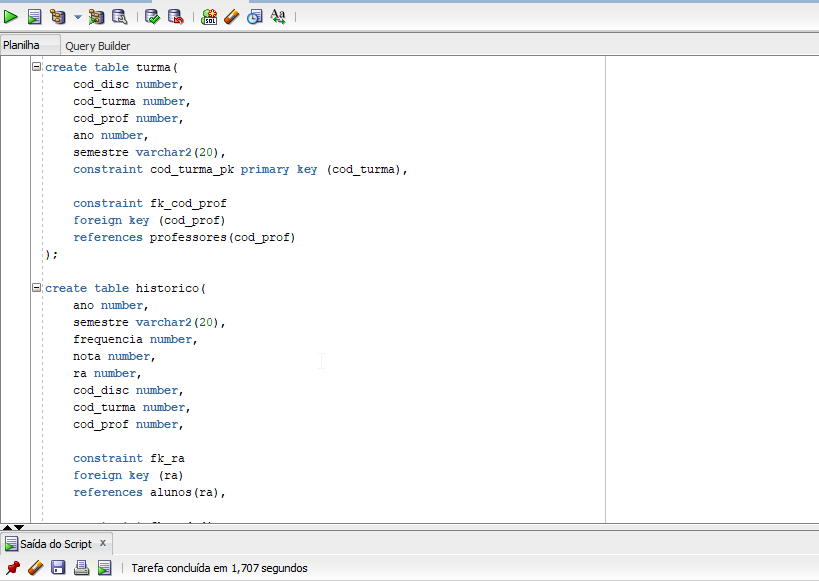 SQL
Aa
Planilha
Query Builder
create table turma(
cod_disc number,
cod_turma number,
cod_prof number,
ano number,
semestre varchar2(20),
constraint cod_turma_pk primary key (cod_turma),
constraint fk_cod_prof
foreign key (cod_prof)
references professores(cod_prof)
);
create table historico(
ano number,
semestre varchar2(20),
frequencia number,
nota number,
ra number,
cod_disc number,
cod_turma number,
cod_prof number,
constraint fk_ra
foreign key (ra)
references alunos(ra),
Saída do Script x
Tarefa concluída em 1,707 segundos